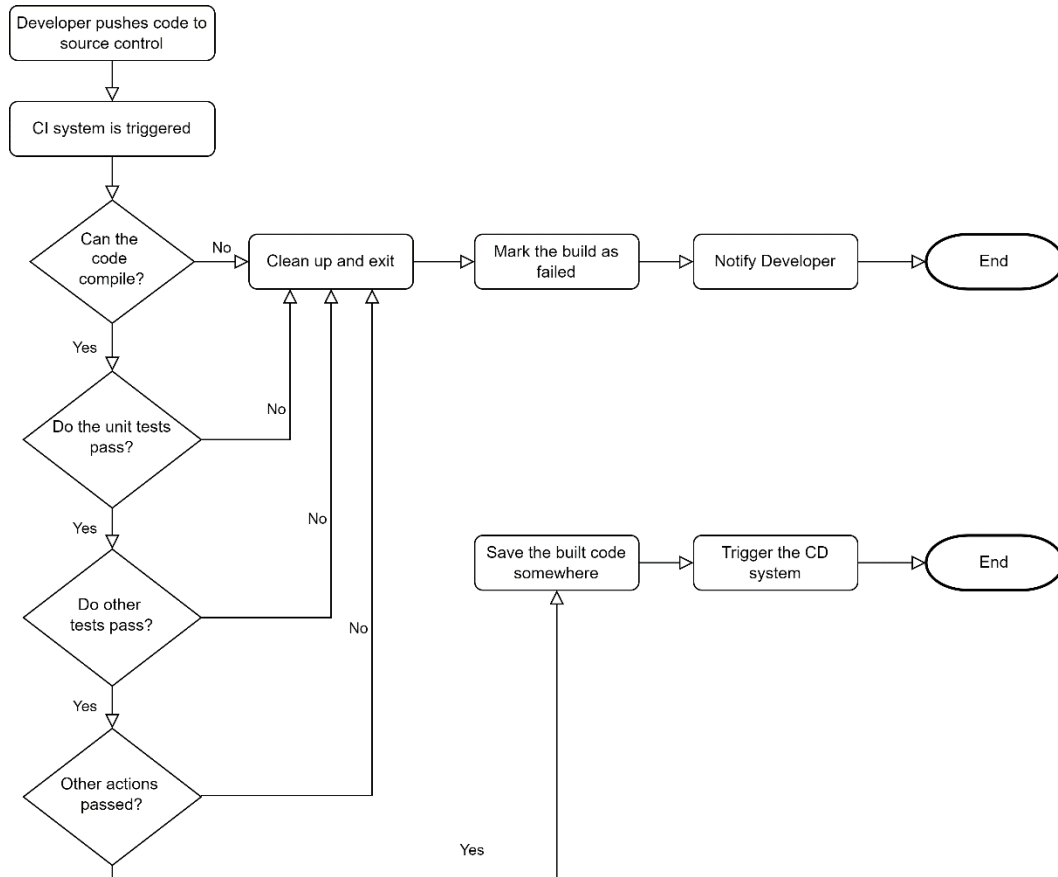 Developer pushes code to
source control
CI system is triggered
Can the
code
compile?
No
Clean up and exit
Mark the build as
failed
Notify Developer
End
Yes
Do the unit tests
pass?
No
Yes
Do other
tests pass?
No
Save the built code
somewhere
Trigger the CD
system
End
Yes
Other actions
passed?
No
Yes